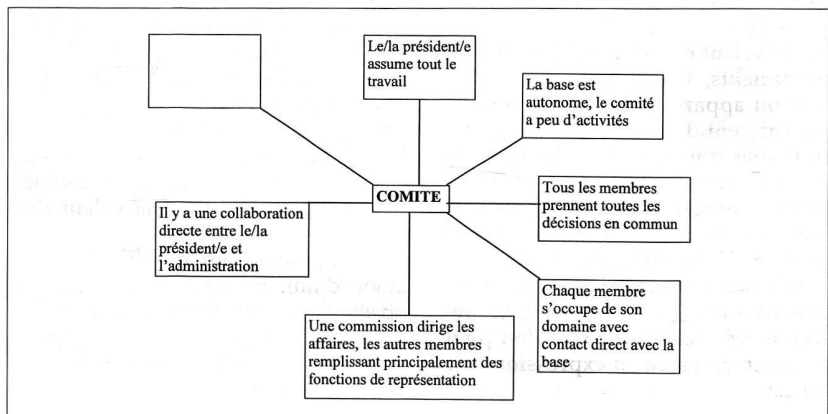 Le/la président/e
assume tout le
travail
La base est
autonome, le comité
a peu d'activités
COMITE
Tous les membres
prennent toutes les
décisions en commun
Il y a une collaboration
directe entre le/la
président/e et
l'administration
Chaque membre
s'occupe de son
domaine avec
contact direct avec la
base
Une commission dirige les
affaires, les autres membres
remplissant principalement des
fonctions de représentation